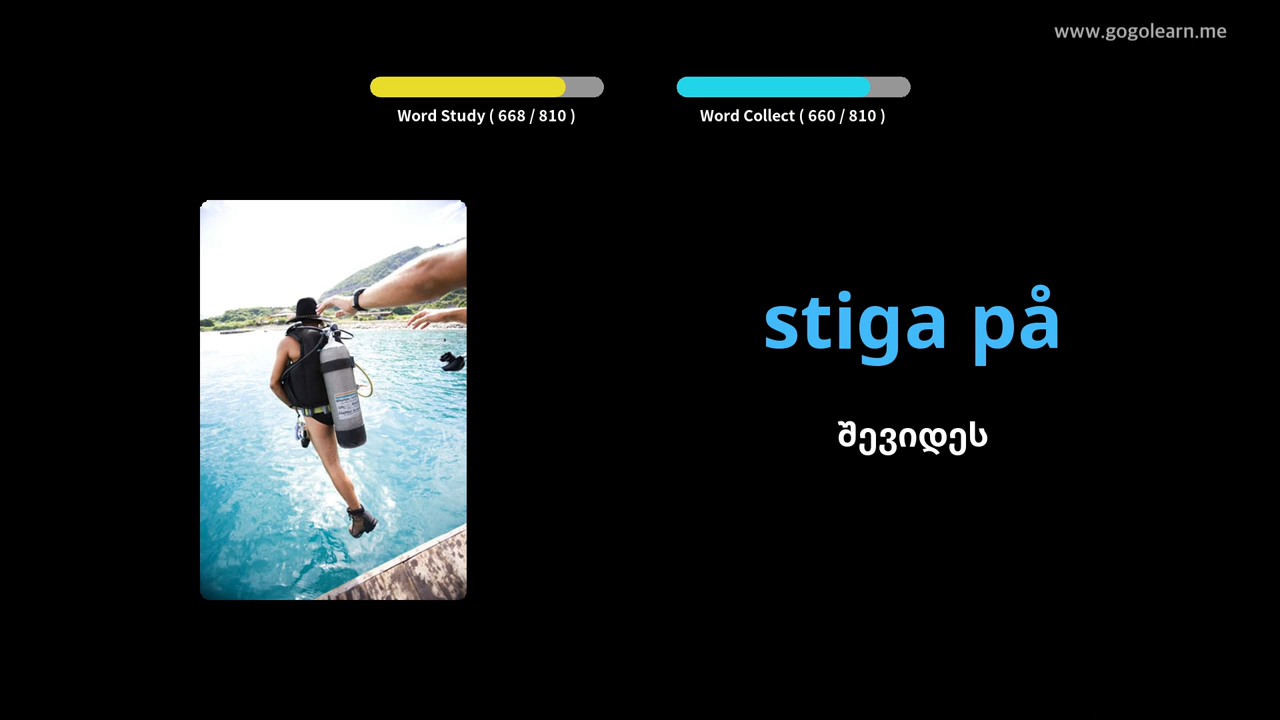 www.gogolearn.me
Word Study ( 668 / 810 )
Word Collect ( 660 / 810 )
stiga på
შევიდეს